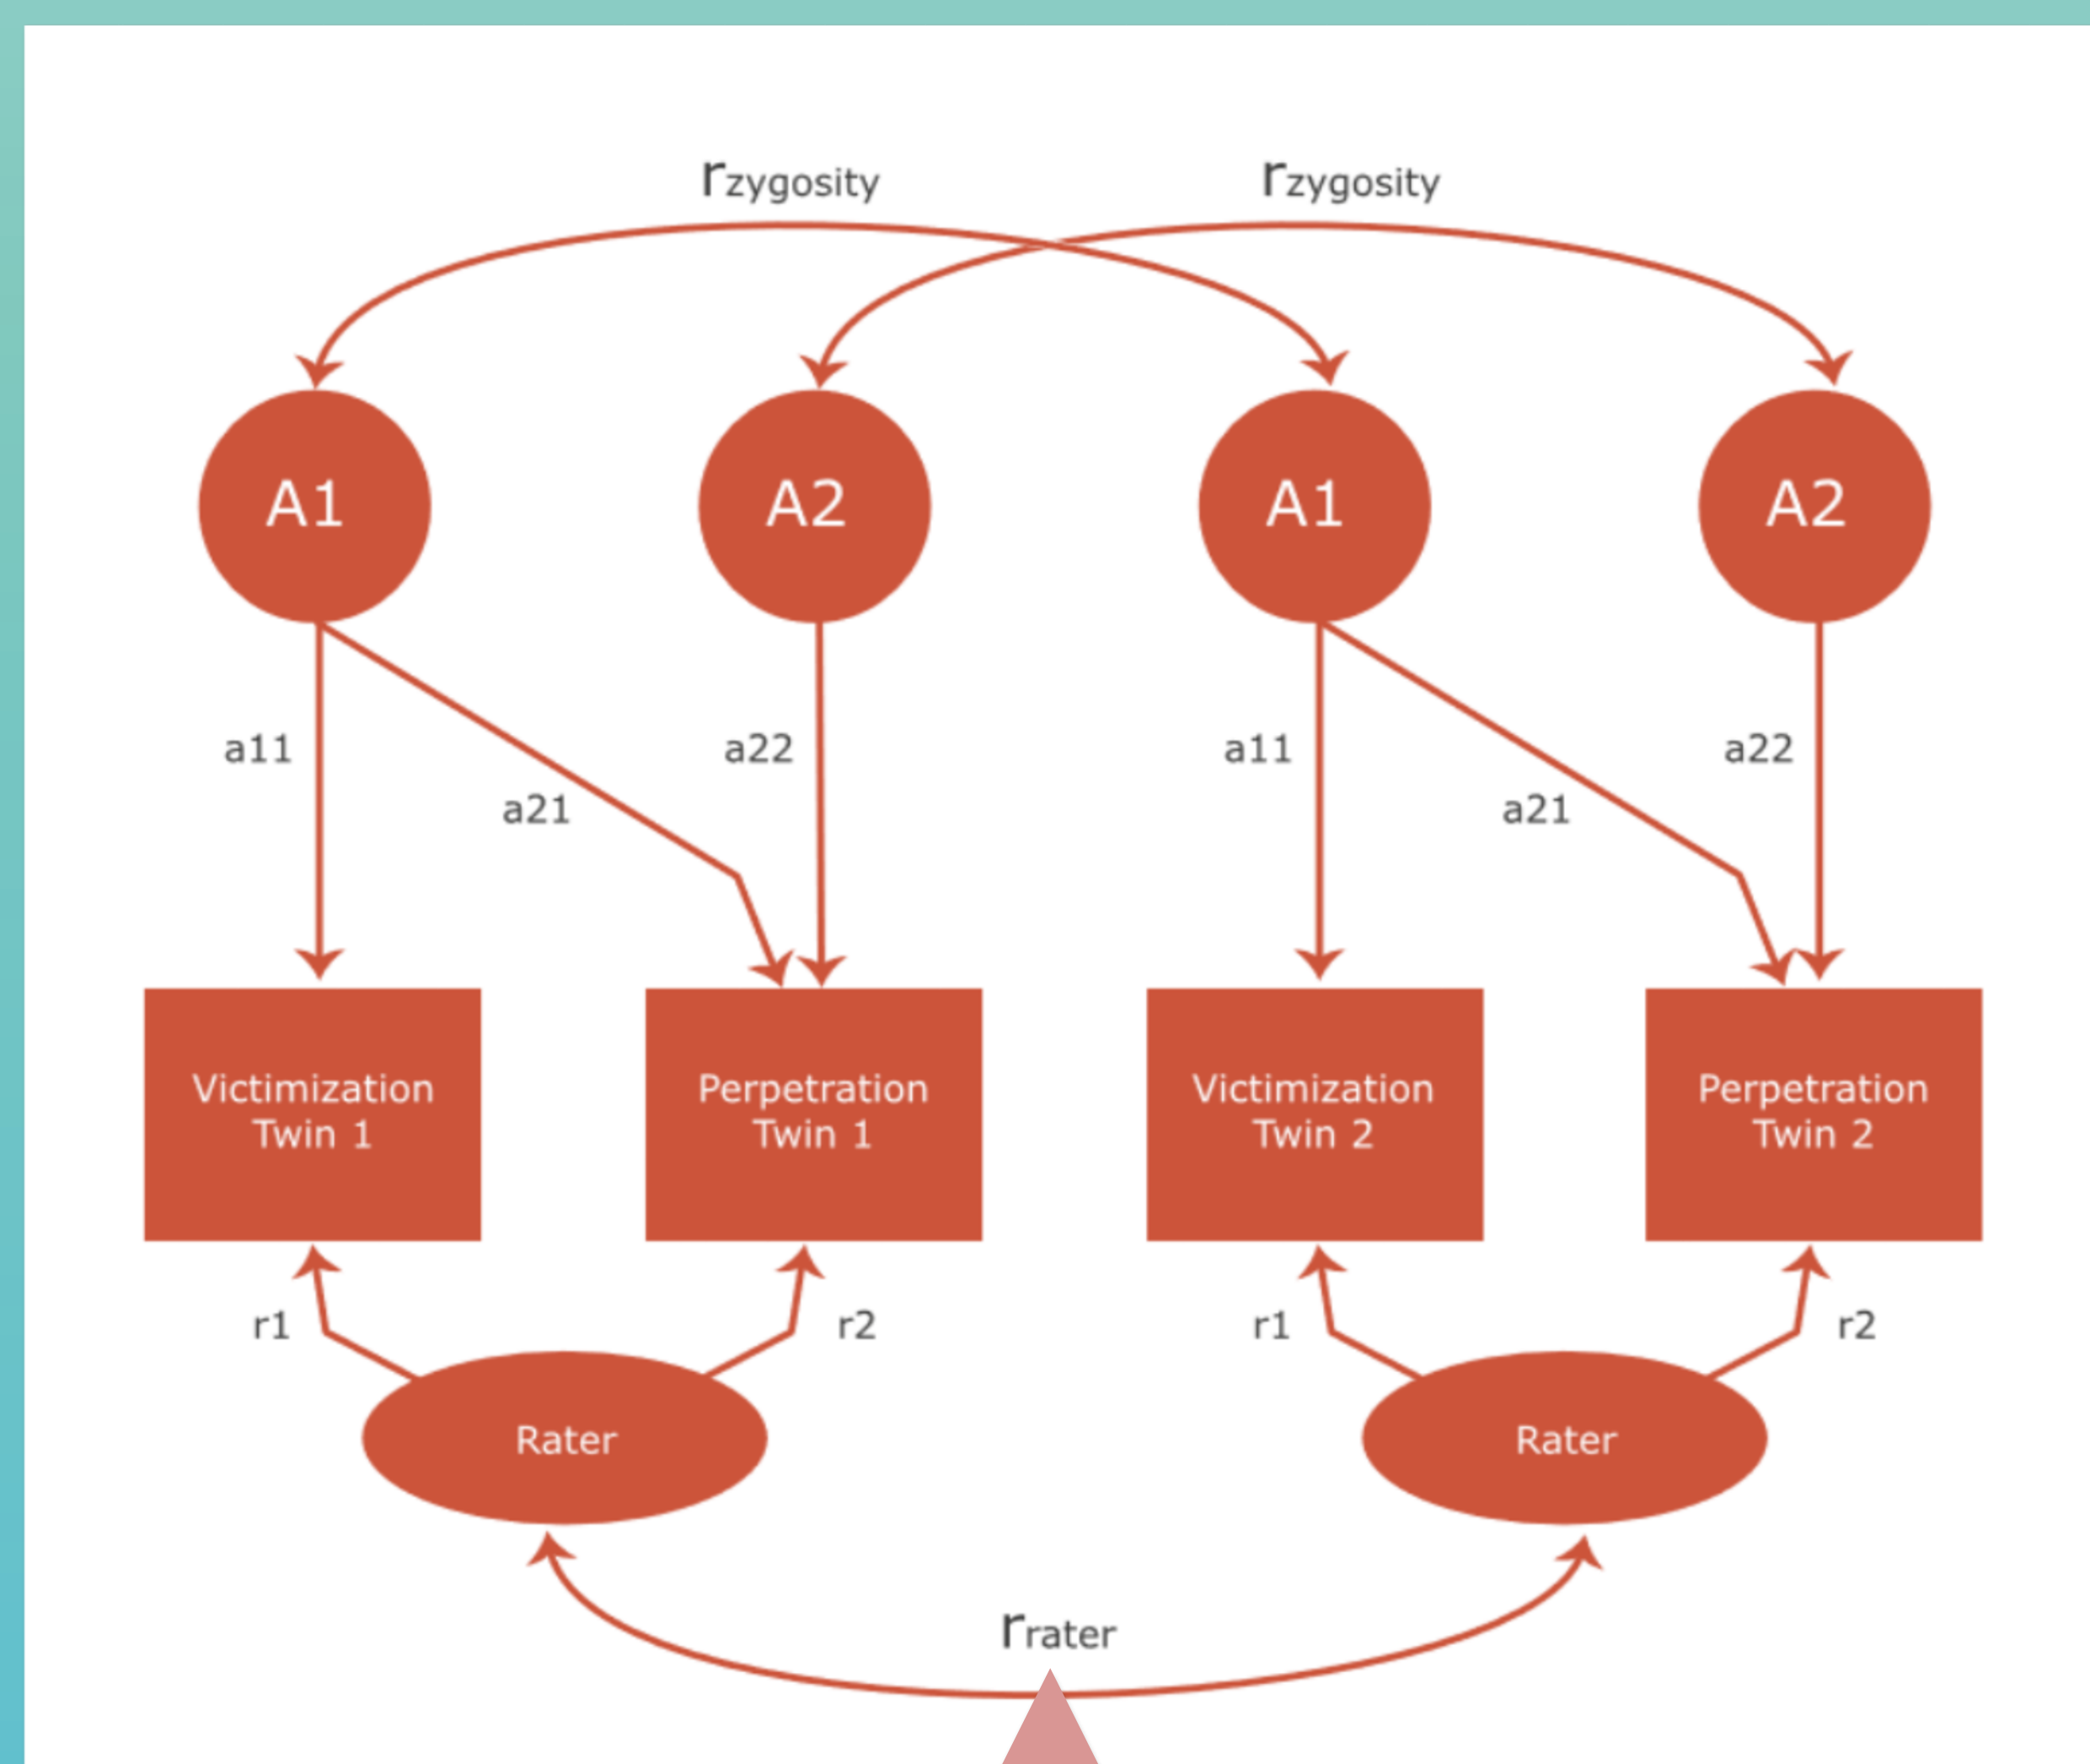 rzygosity
rzygosity
A1
A2
A1
A2
a11
a22
a11
a22
a21
a21
Victimization
Twin 1
Perpetration
Twin 1
Victimization
Twin 2
Perpetration
Twin 2
r1
r2
r1
r2
Rater
Rater
rrater